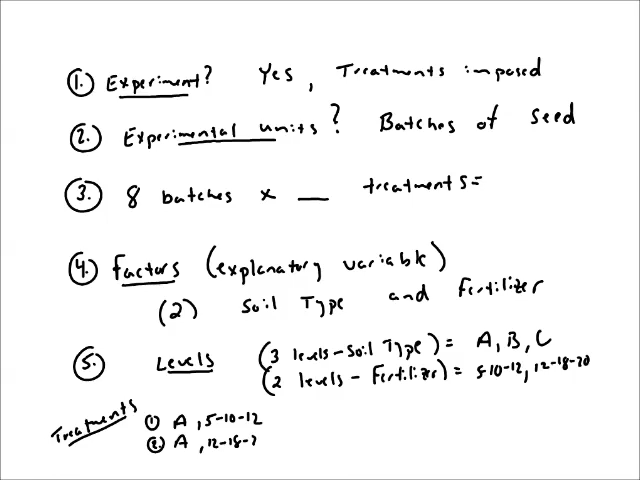 1. Experiment? Yes, Treatments imposed
2. Experimental units? Batches of seed
3. 8 batches x __ treatments=
4. Factors (explanatory variable)
(2) Soil Type and Fertilizer
5. Levels (3 levels-Soil Type) = A, B, C
(2 levels - Fertilizer) = 5-10-12, 12-18-20
Treatments
1) A, 5-10-12
2. A, 12-18-2